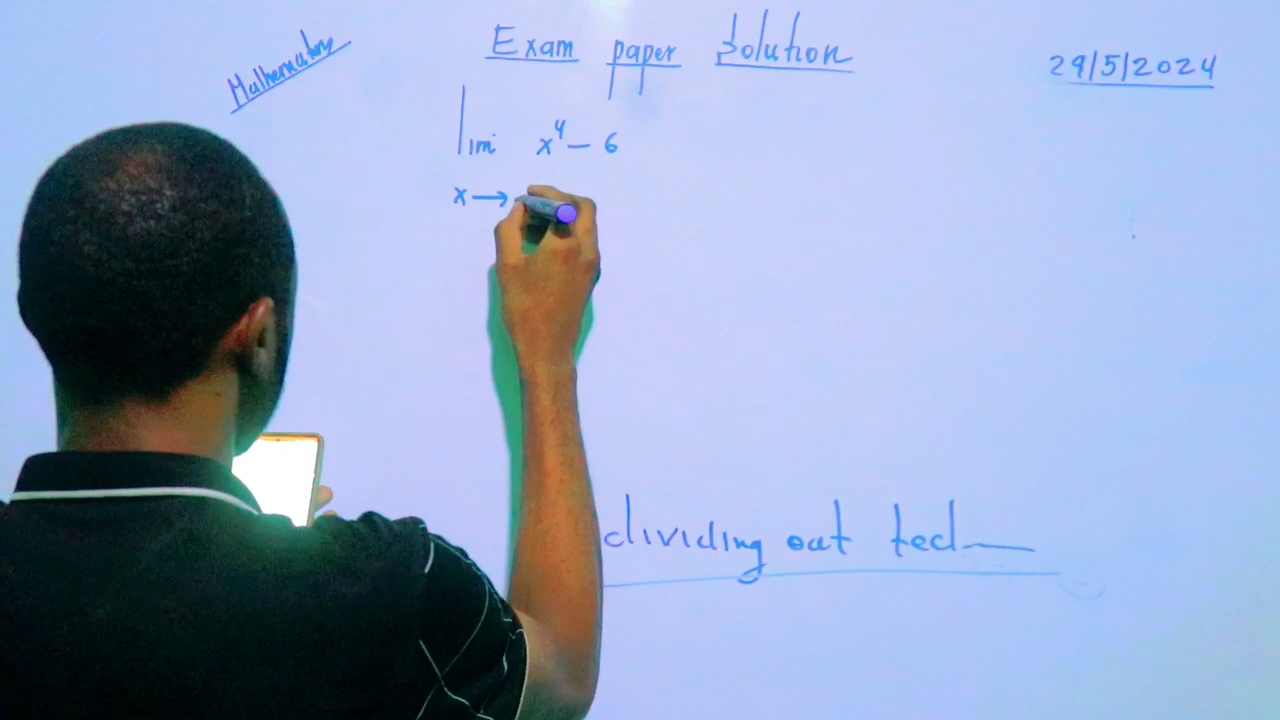 Exam paper Solution
Mathematics
29/5/2024
lim x⁴ - 6
x →
dividing out tech